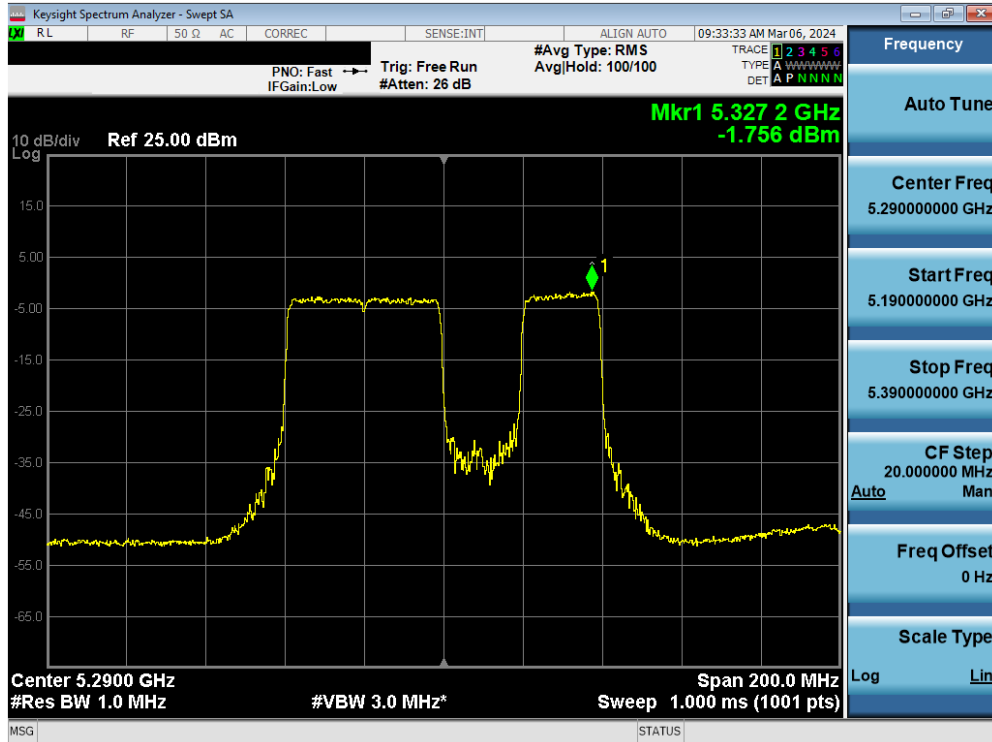 Keysight Spectrum Analyzer - Swept SA
LXI RL RF 50 Ω AC CORREC SENSE:INT ALIGN AUTO 09:33:33 AM Mar 06, 2024
PNO: Fast
IFGain:Low
Trig: Free Run
#Atten: 26 dB
#Avg Type: RMS
Avg|Hold: 100/100
TRACE 1 2 3 4 5 6
TYPE A WWWWW
DET A P N N N N
Mkr1 5.327 2 GHz
-1.756 dBm
10 dB/div Ref 25.00 dBm
Log
15.0
5.00
-5.00
-15.0
-25.0
-35.0
-45.0
-55.0
-65.0
1
Center 5.2900 GHz Span 200.0 MHz
#Res BW 1.0 MHz #VBW 3.0 MHz* Sweep 1.000 ms (1001 pts)
MSG STATUS
Frequency
Auto Tune
Center Freq
5.290000000 GHz
Start Freq
5.190000000 GHz
Stop Freq
5.390000000 GHz
CF Step
20.000000 MHz
Auto Man
Freq Offset
0 Hz
Scale Type
Log Lin